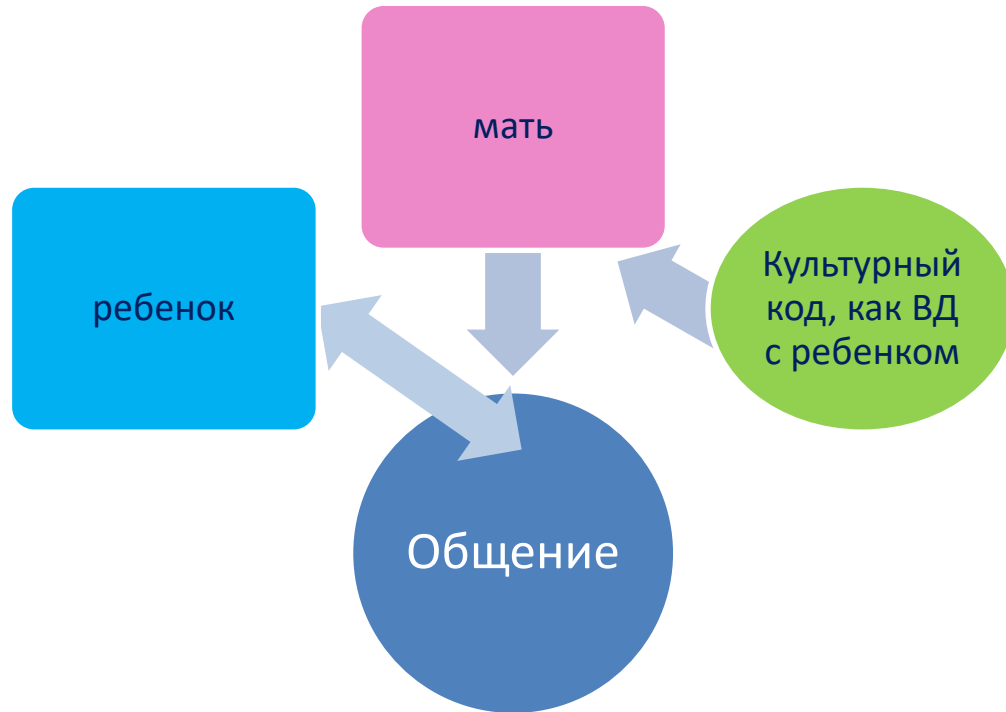 мать
ребенок
Культурный
код, как ВД
с ребенком
Общение